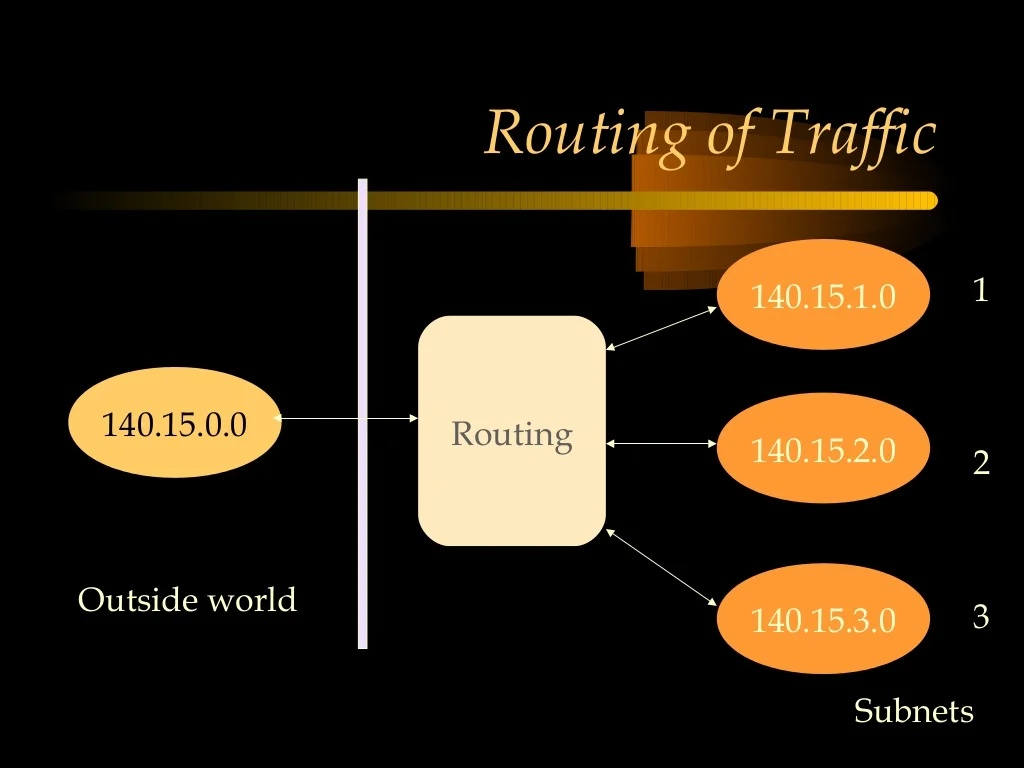 Routing of Traffic
140.15.1.0
1
140.15.0.0
Routing
140.15.2.0
2
Outside world
140.15.3.0
3
Subnets